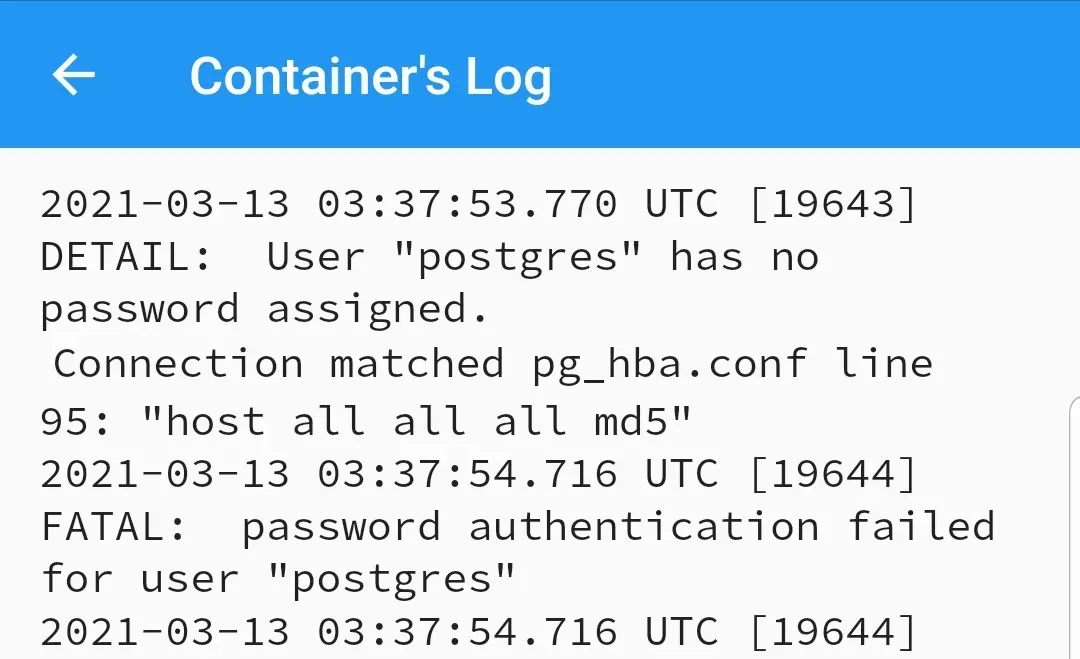 Container's Log
2021-03-13 03:37:53.770 UTC [19643]
DETAIL:  User "postgres" has no
password assigned.
Connection matched pg_hba.conf line
95: "host all all all md5"
2021-03-13 03:37:54.716 UTC [19644]
FATAL:  password authentication failed
for user "postgres"
2021-03-13 03:37:54.716 UTC [19644]